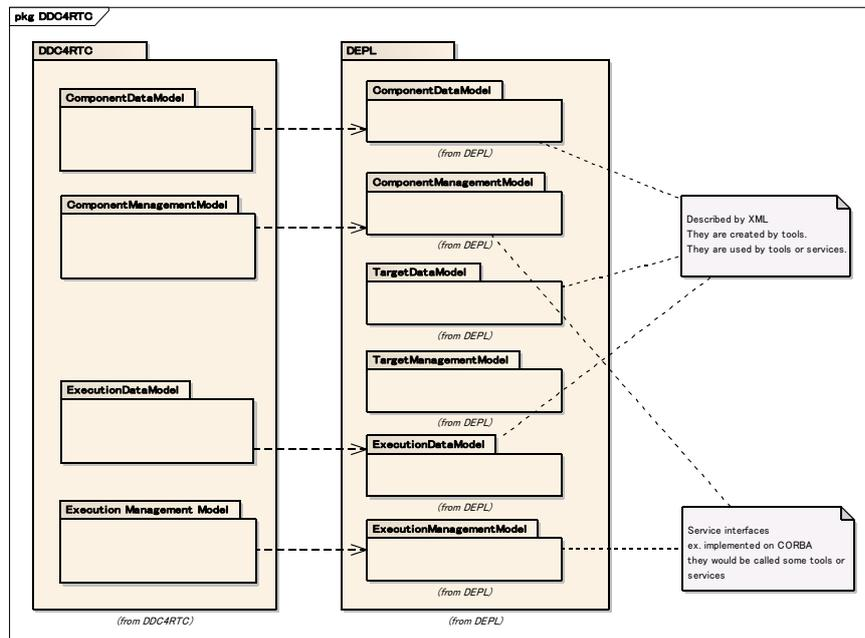 pkg DDC4RTC
DDC4RTC
ComponentDataModel
ComponentManagementModel
ExecutionDataModel
Execution Management Model
(from DDC4RTC)
DEPL
ComponentDataModel
(from DEPL)
ComponentManagementModel
(from DEPL)
TargetDataModel
(from DEPL)
TargetManagementModel
(from DEPL)
ExecutionDataModel
(from DEPL)
ExecutionManagementModel
(from DEPL)
(from DEPL)
Described by XML
They are created by tools.
They are used by tools or services.
Service interfaces
ex. implemented on CORBA
they would be called some tools or
services